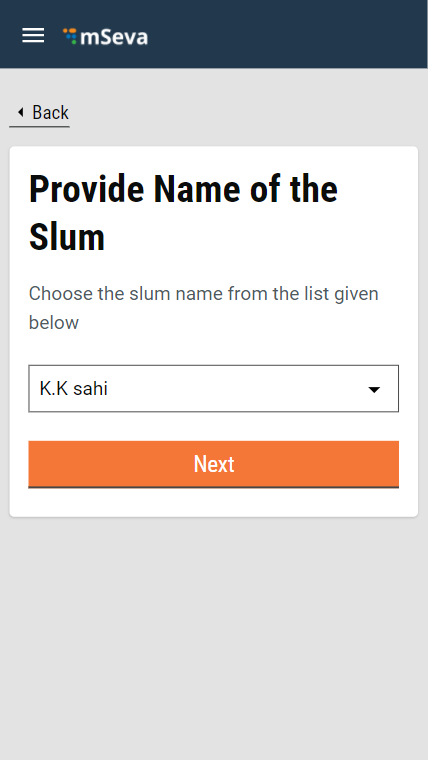 mSeva
Back
Provide Name of the
Slum
Choose the slum name from the list given
below
K.K sahi
Next